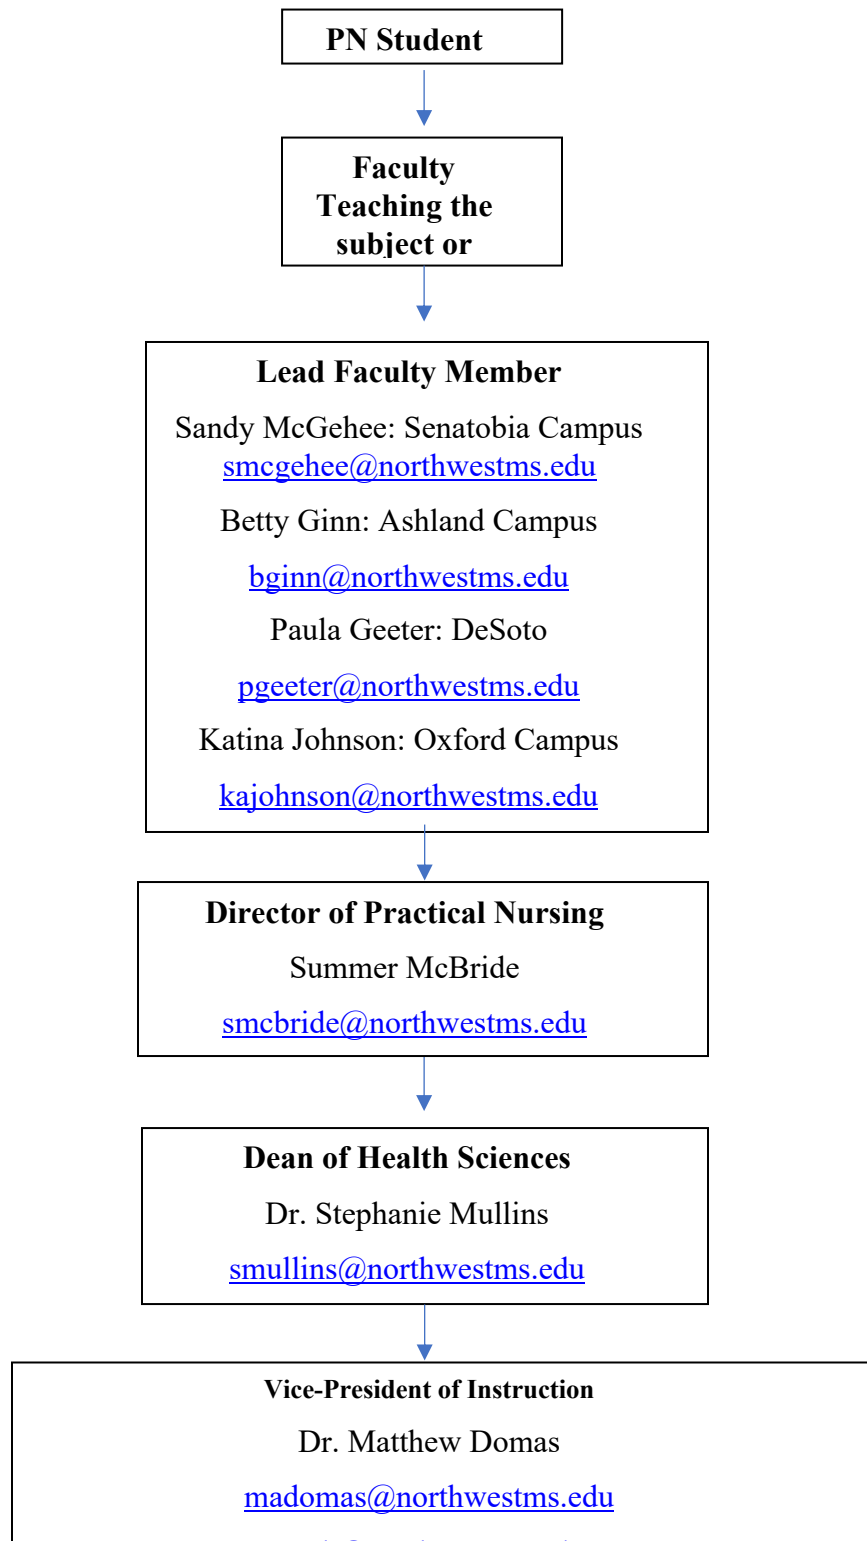 PN Student
Faculty
Teaching the
subject or
Lead Faculty Member
Sandy McGehee: Senatobia Campus
smcgehee@northwestms.edu
Betty Ginn: Ashland Campus
bginn@northwestms.edu
Paula Geeter: DeSoto
pgeeter@northwestms.edu
Katina Johnson: Oxford Campus
kajohnson@northwestms.edu
Director of Practical Nursing
Summer McBride
smcbride@northwestms.edu
Dean of Health Sciences
Dr. Stephanie Mullins
smullins@northwestms.edu
Vice-President of Instruction
Dr. Matthew Domas
madomas@northwestms.edu